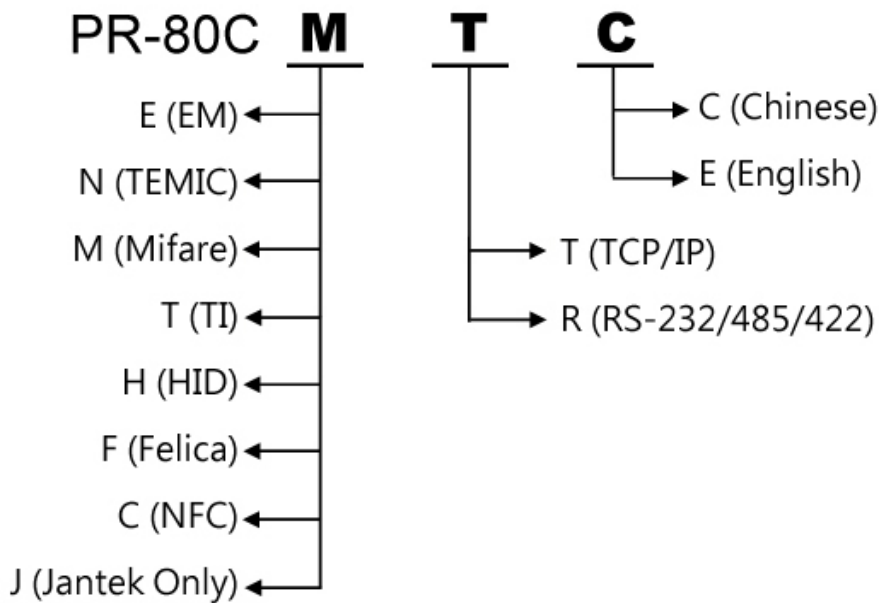 PR-80C M T C
E (EM)
N (TEMIC)
M (Mifare)
T (TI)
H (HID)
F (Felica)
C (NFC)
J (Jantek Only)
T (TCP/IP)
R (RS-232/485/422)
C (Chinese)
E (English)